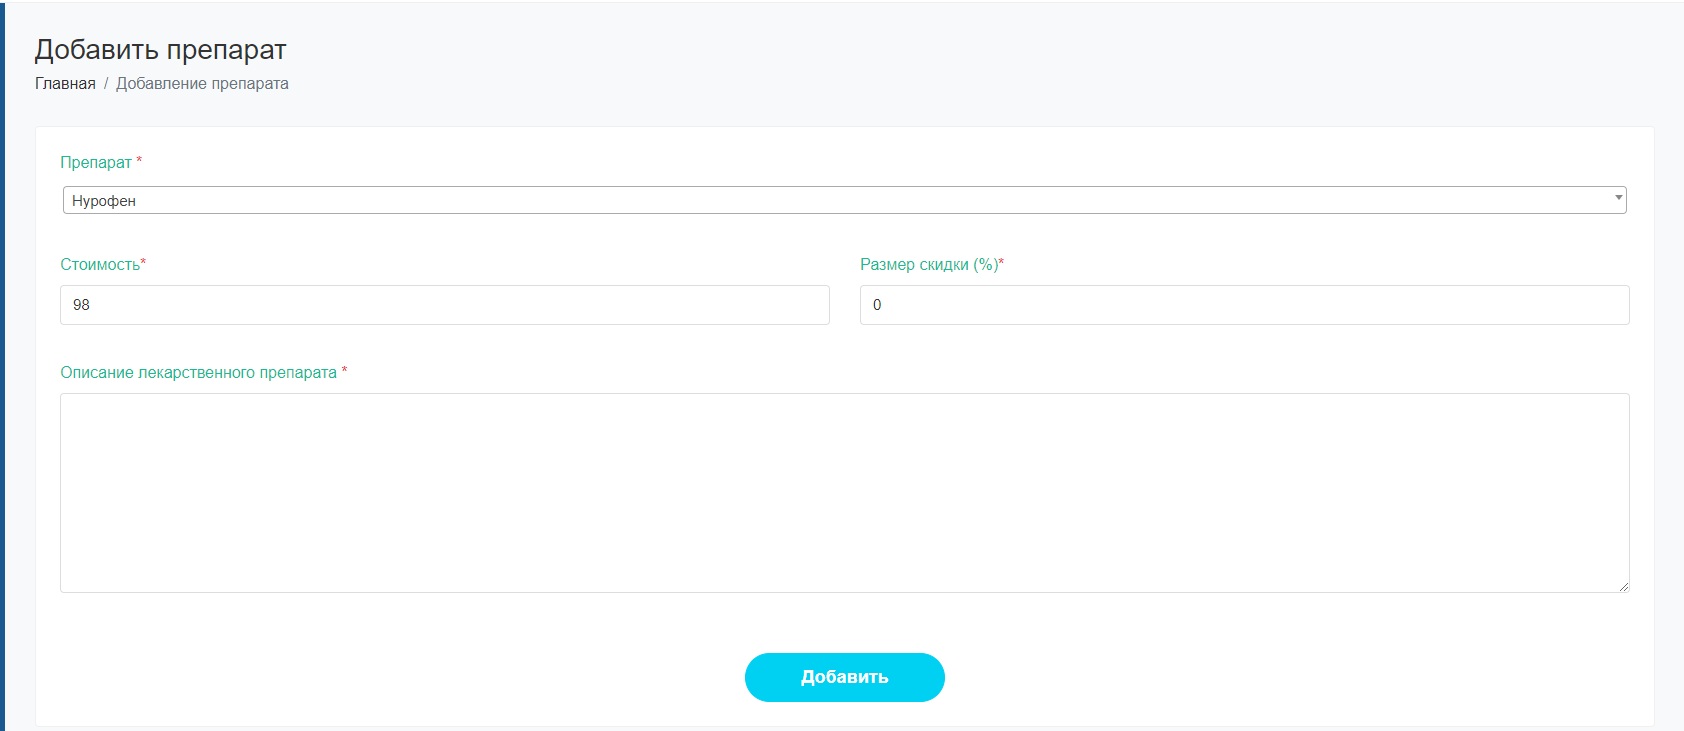 Добавить препарат
Главная / Добавление препарата
Препарат *
Нурофен
Стоимость* Размер скидки (%)*
98 0
Описание лекарственного препарата *
Добавить